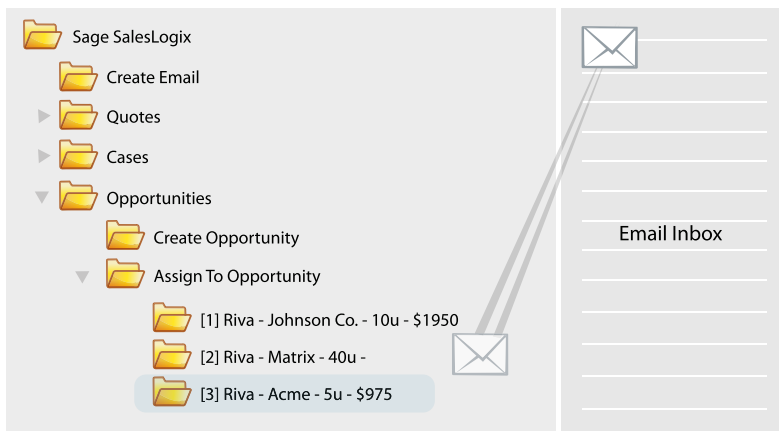 Sage SalesLogix
Create Email
Quotes
Cases
Opportunities
Create Opportunity
Assign To Opportunity
[1] Riva - Johnson Co. - 10u - $1950
[2] Riva - Matrix - 40u -
[3] Riva - Acme - 5u - $975
Email Inbox